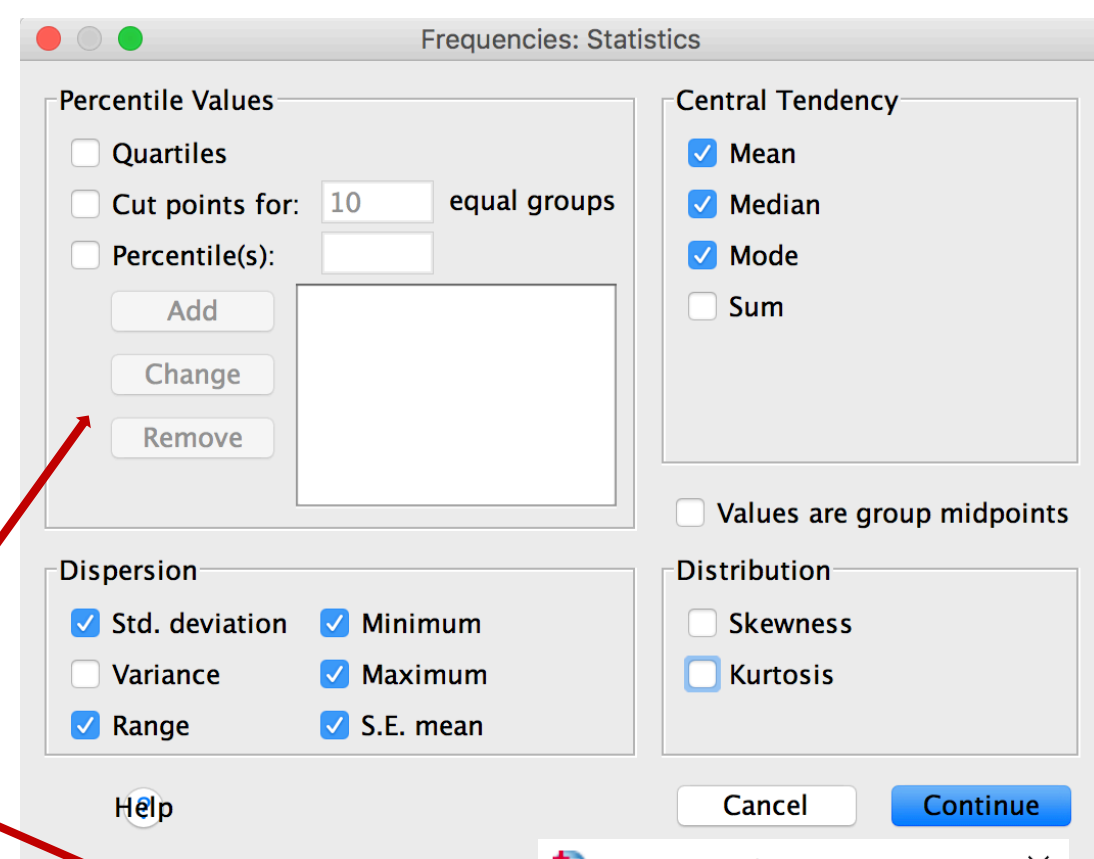 Frequencies: Statistics
Percentile Values
Quartiles
Cut points for: 10 equal groups
Percentile(s):
Add
Change
Remove
Central Tendency
Mean
Median
Mode
Sum
Values are group midpoints
Dispersion
Std. deviation Minimum
Variance Maximum
Range S.E. mean
Distribution
Skewness
Kurtosis
Help
Cancel Continue